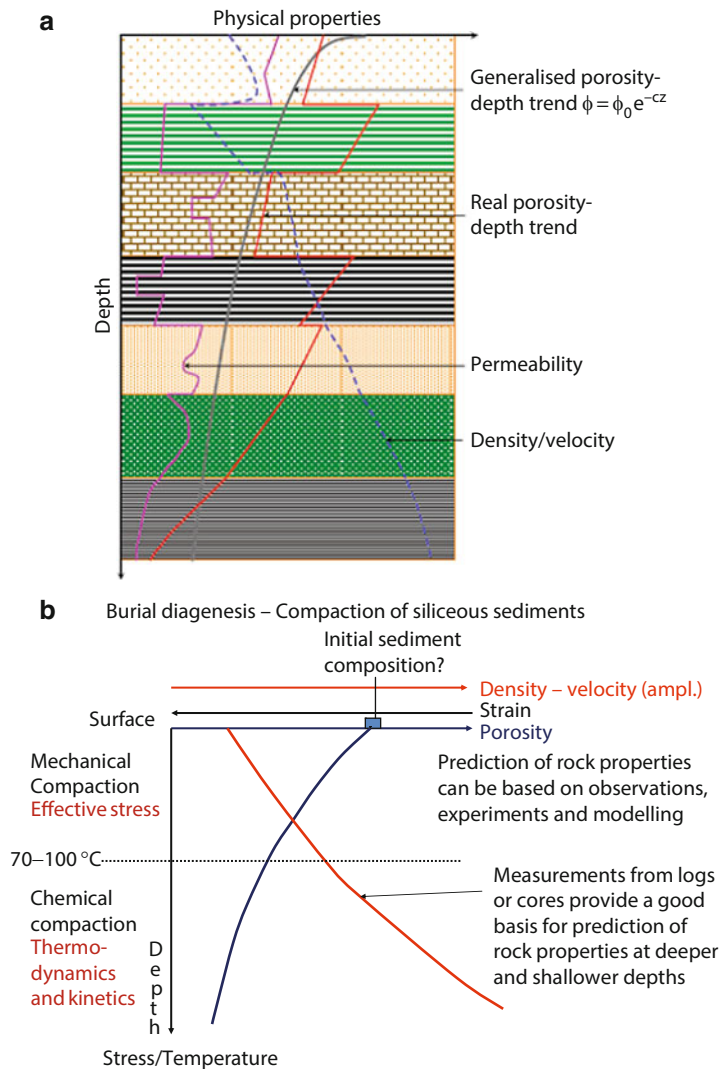 a
Physical properties
Generalised porosity-
depth trend ϕ = ϕ₀e⁻ᶜᶻ
Real porosity-
depth trend
Depth
Permeability
Density/velocity
b
Burial diagenesis – Compaction of siliceous sediments
Initial sediment
composition?
Density – velocity (ampl.)
Strain
Surface
Porosity
Mechanical
Compaction
Effective stress
Prediction of rock properties
can be based on observations,
experiments and modelling
70–100 °C
Chemical
compaction
Thermo-
dynamics
and kinetics
Depth
Measurements from logs
or cores provide a good
basis for prediction of
rock properties at deeper
and shallower depths
Stress/Temperature